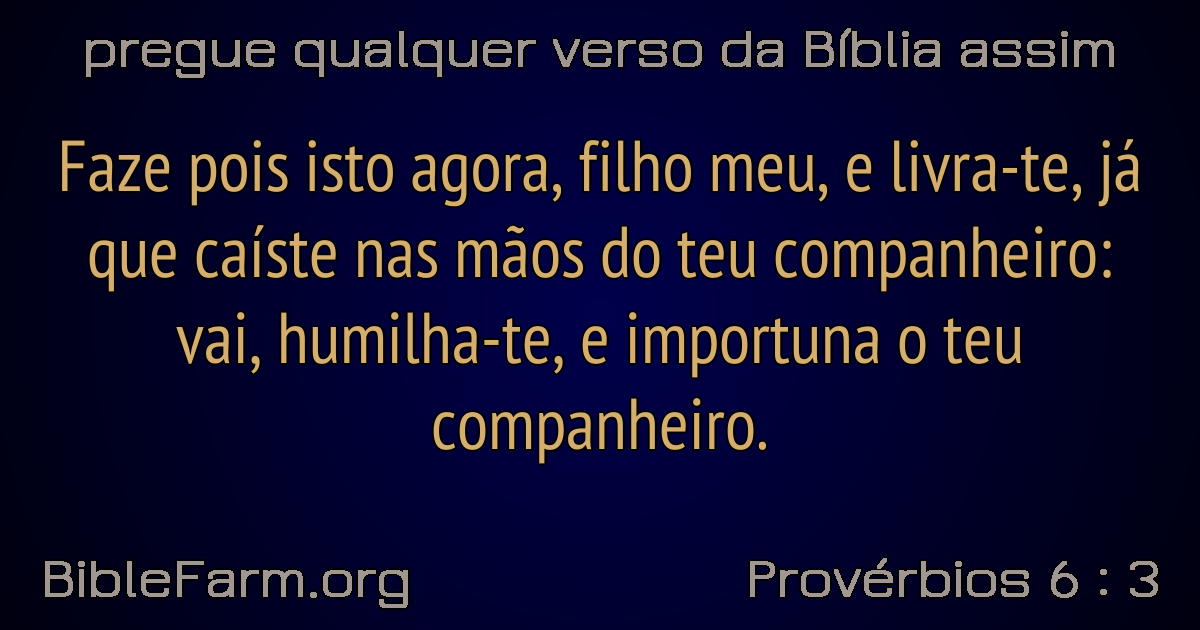 pregue qualquer verso da Bíblia assim
Faze pois isto agora, filho meu, e livra-te, já
que caíste nas mãos do teu companheiro:
vai, humilha-te, e importuna o teu
companheiro.
BibleFarm.org
Provérbios 6 : 3